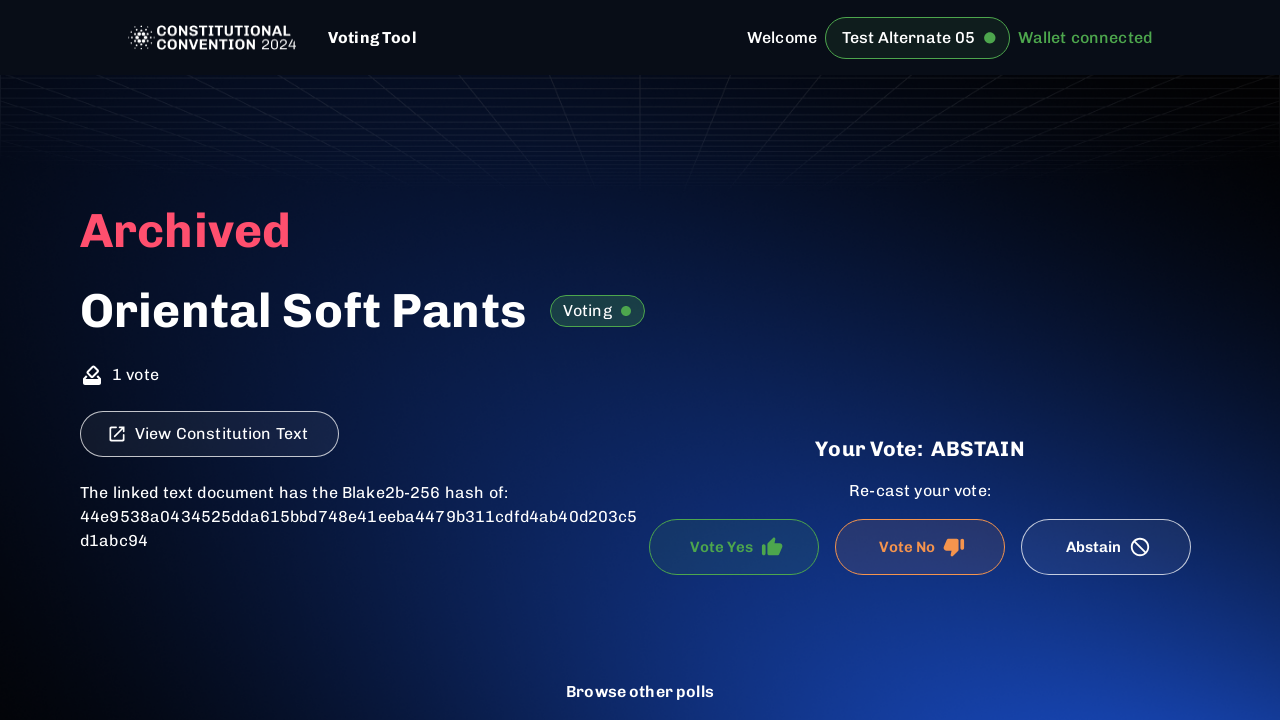 CONSTITUTIONAL
CONVENTION 2024
Voting Tool
Welcome
Test Alternate 05
Wallet connected
Archived
Oriental Soft Pants
Voting
1 vote
View Constitution Text
The linked text document has the Blake2b-256 hash of:
44e9538a0434525dda615bbd748e41eeba4479b311cdfd4ab40d203c5
d1abc94
Your Vote: ABSTAIN
Re-cast your vote:
Vote Yes
Vote No
Abstain
Browse other polls